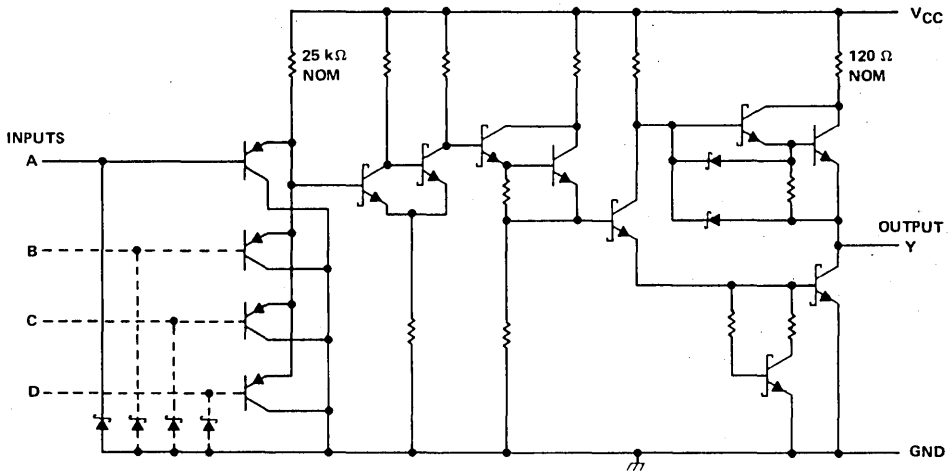 VCC
25 kΩ
NOM
120 Ω
NOM
INPUTS
A
B
C
D
OUTPUT
Y
GND